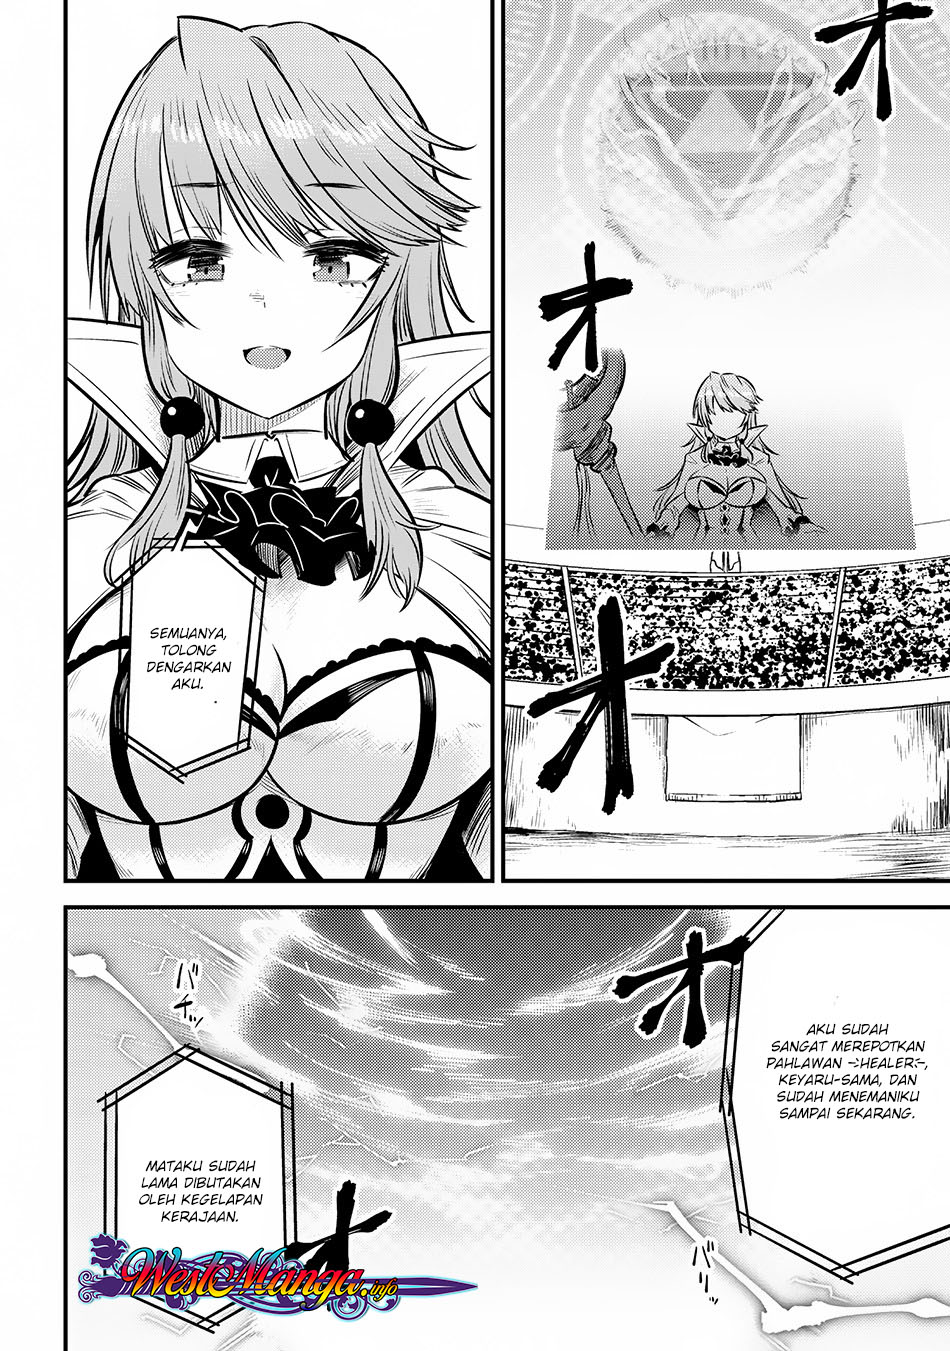 オ
オ
オ
SEMUANYA,
TOLONG
DENGARKAN
AKU.
オ
AKU SUDAH
SANGAT MEREPOTKAN
PAHLAWAN -:HEALER:-,
KEYARU-SAMA, DAN
SUDAH MENEMANIKU
SAMPAI SEKARANG.
バチッ
MATAKU SUDAH
LAMA DIBUTAKAN
OLEH KEGELAPAN
KERAJAAN.
オ
WestManga.info